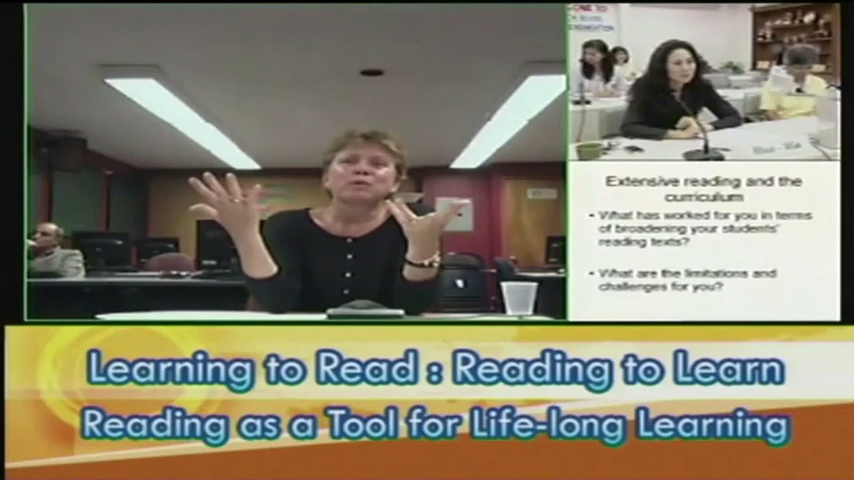 Extensive reading and the
curriculum
• What has worked for you in terms
of broadening your students'
reading texts?
• What are the limitations and
challenges for you?
Learning to Read : Reading to Learn
Reading as a Tool for Life-long Learning